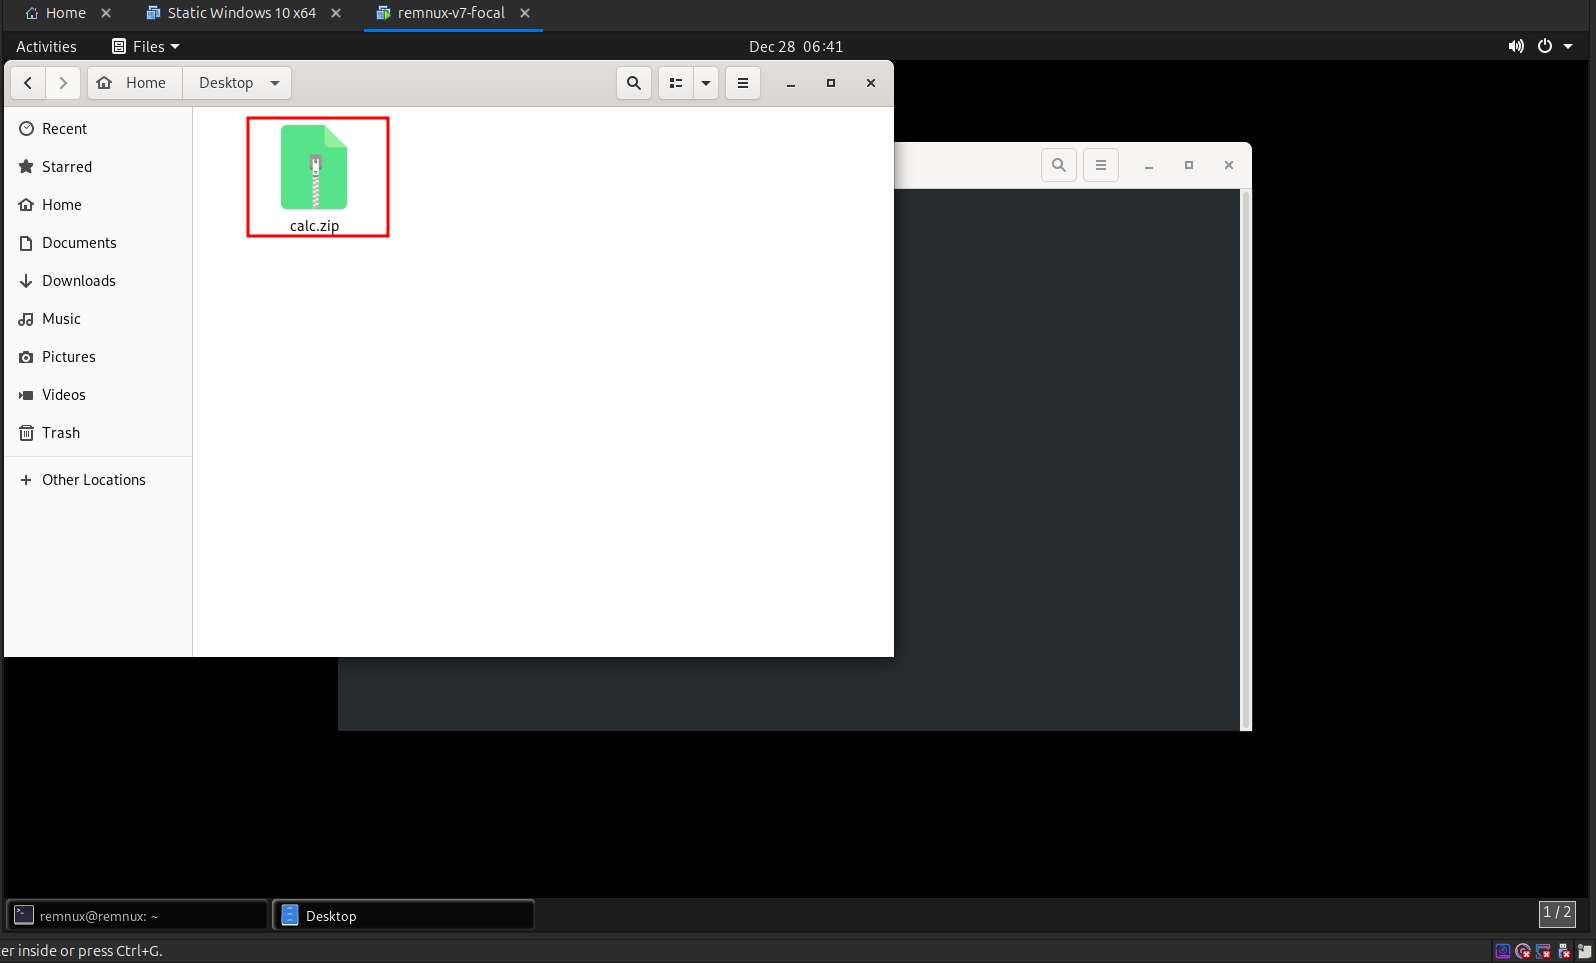 Home
Static Windows 10 x64
remnux-v7-focal
Activities
Files
Dec 28 06:41
Home
Desktop
Recent
Starred
Home
Documents
Downloads
Music
Pictures
Videos
Trash
Other Locations
calc.zip
remnux@remnux: ~
Desktop
1 / 2
er inside or press Ctrl+G.